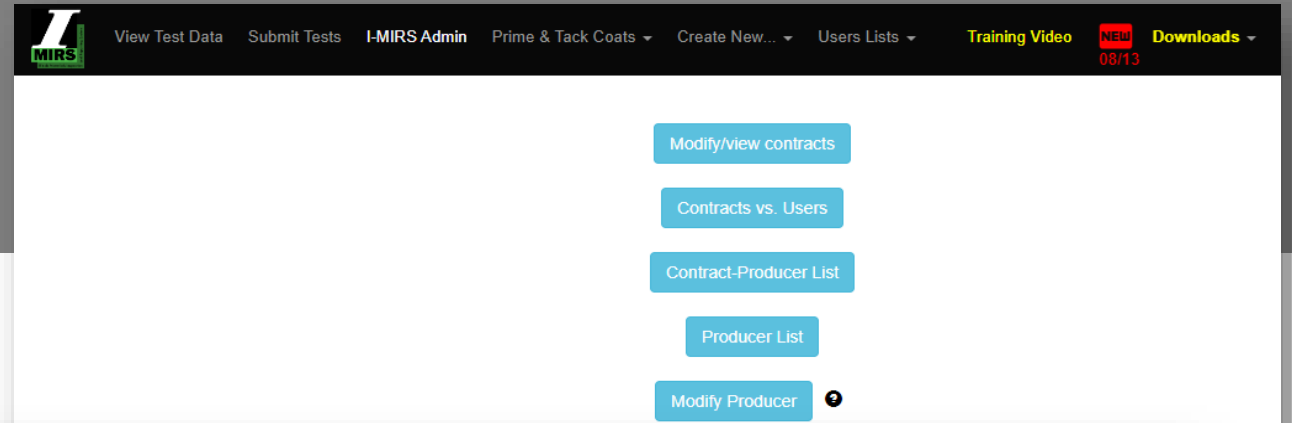 I
MIRS
View Test Data Submit Tests I-MIRS Admin Prime & Tack Coats Create New... Users Lists Training Video NEW Downloads
08/13
Modify/view contracts
Contracts vs. Users
Contract-Producer List
Producer List
Modify Producer ?